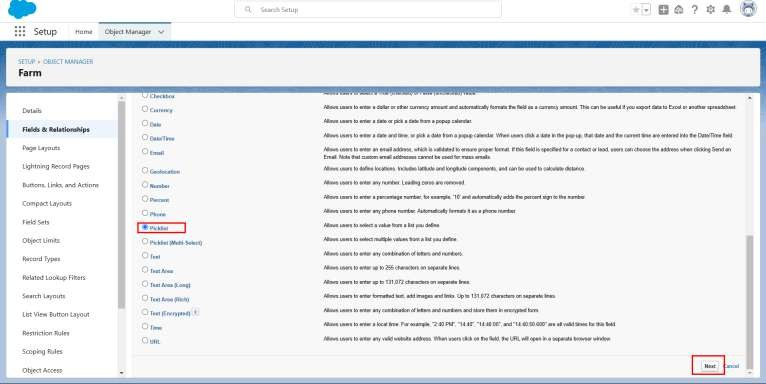 Search Setup
Setup
Home
Object Manager
SETUP > OBJECT MANAGER
Farm
Details
Fields & Relationships
Page Layouts
Lightning Record Pages
Buttons, Links, and Actions
Compact Layouts
Field Sets
Object Limits
Record Types
Related Lookup Filters
Search Layouts
List View Button Layout
Restriction Rules
Scoping Rules
Object Access
Checkbox Allows users to select a True (checked) or False (unchecked) value.
Currency Allows users to enter a dollar or other currency amount and automatically formats the field as a currency amount. This can be useful if you export data to Excel or another spreadsheet.
Date Allows users to enter a date or pick a date from a popup calendar.
Date/Time Allows users to enter a date and time, or pick a date from a popup calendar. When users click a date in the pop-up, that date and the current time are entered into the Date/Time field.
Email Allows users to enter an email address, which is validated to ensure proper format. If this field is specified for a contact or lead, users can choose the address when clicking Send an
Email. Note that custom email addresses cannot be used for mass emails.
Geolocation Allows users to define locations. Includes latitude and longitude components, and can be used to calculate distance.
Number Allows users to enter any number. Leading zeros are removed.
Percent Allows users to enter a percentage number, for example, '10' and automatically adds the percent sign to the number.
Phone Allows users to enter any phone number. Automatically formats it as a phone number.
Picklist Allows users to select a value from a list you define.
Picklist (Multi-Select) Allows users to select multiple values from a list you define.
Text Allows users to enter any combination of letters and numbers.
Text Area Allows users to enter up to 255 characters on separate lines.
Text Area (Long) Allows users to enter up to 131,072 characters on separate lines.
Text Area (Rich) Allows users to enter formatted text, add images and links. Up to 131,072 characters on separate lines.
Text (Encrypted) i Allows users to enter any combination of letters and numbers and store them in encrypted form.
Time Allows users to enter a local time. For example, "2:40 PM", "14:40", "14:40:00", and "14:40:50.600" are all valid times for this field.
URL Allows users to enter any valid website address. When users click on the field, the URL will open in a separate browser window.
Next Cancel